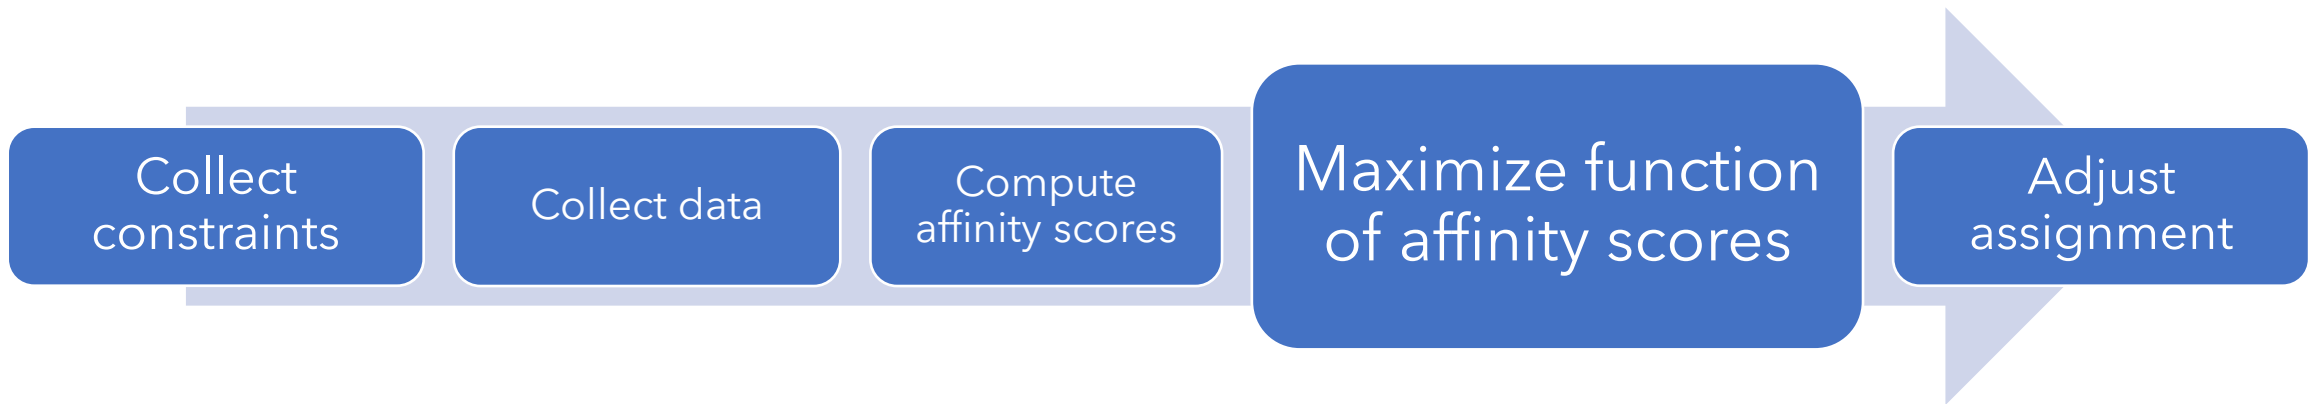 Collect
constraints
Collect data
Compute
affinity scores
Maximize function
of affinity scores
Adjust
assignment